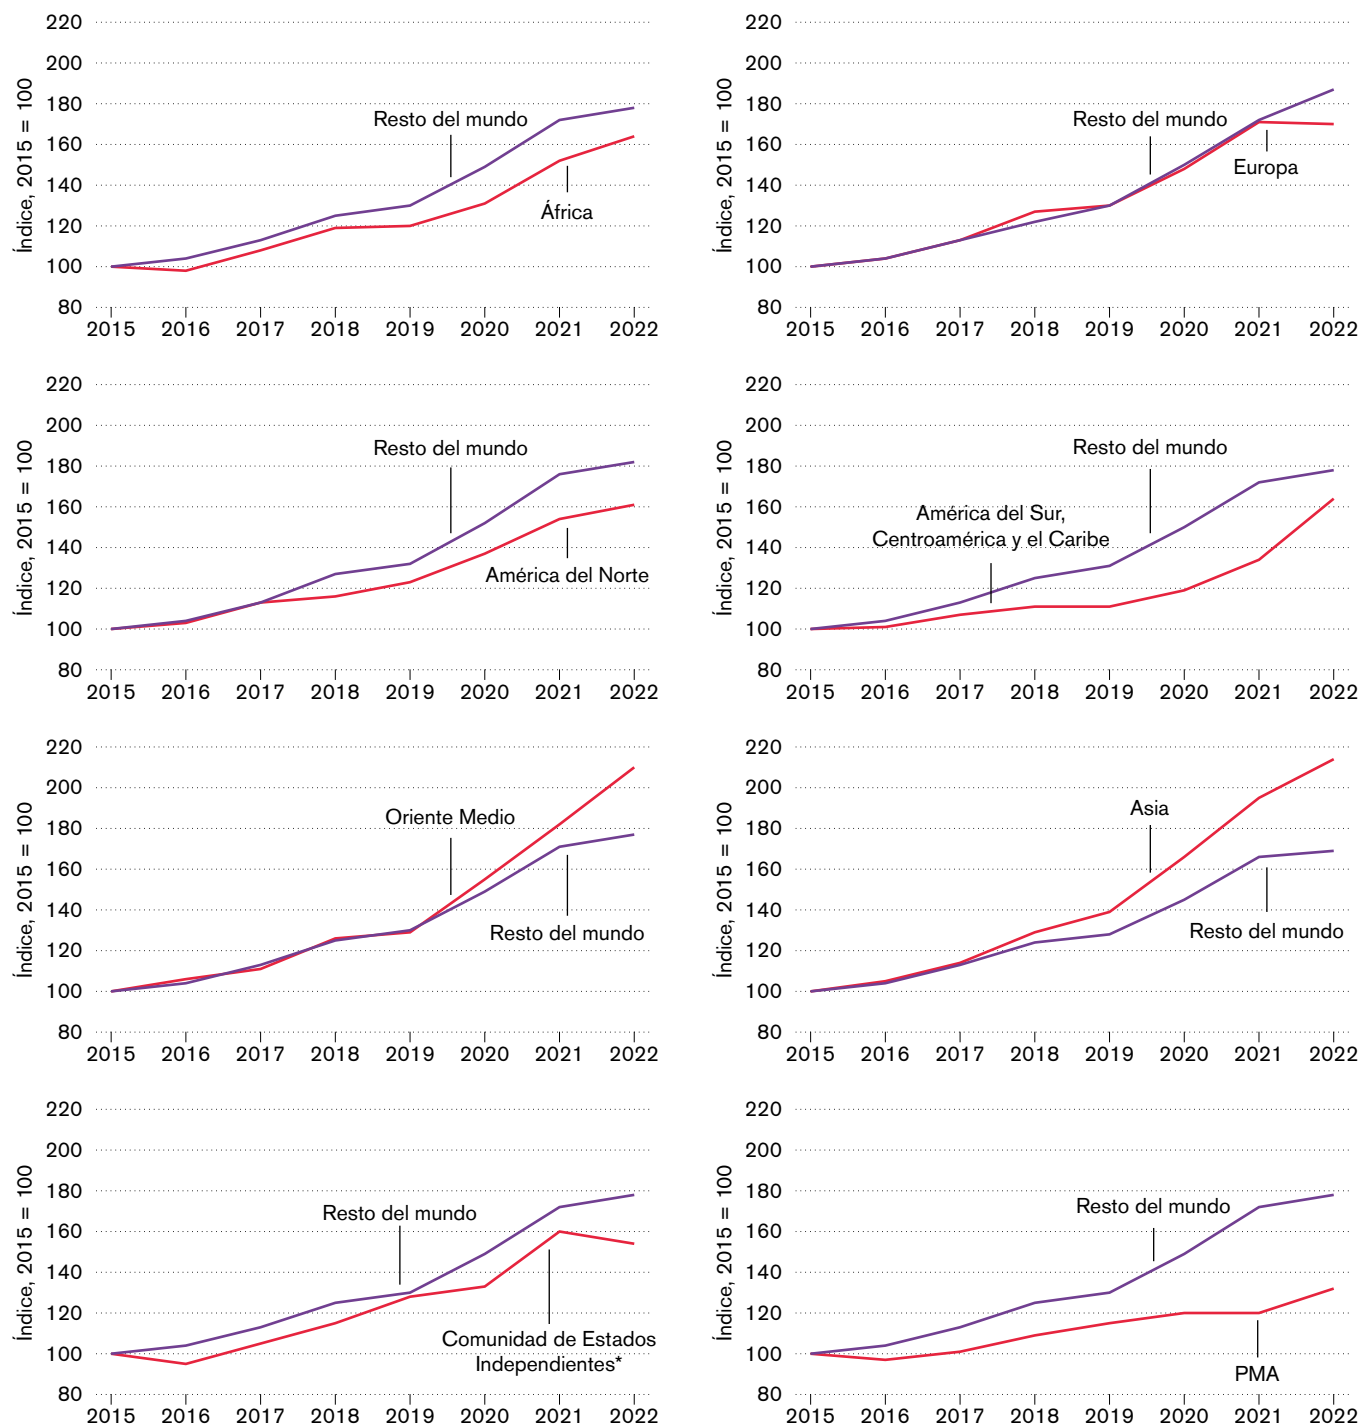 220
200
180
160
140
120
100
80
Índice, 2015 = 100
Resto del mundo
África
2015 2016 2017 2018 2019 2020 2021 2022
220
200
180
160
140
120
100
80
Índice, 2015 = 100
Resto del mundo
Europa
2015 2016 2017 2018 2019 2020 2021 2022
220
200
180
160
140
120
100
80
Índice, 2015 = 100
Resto del mundo
América del Norte
2015 2016 2017 2018 2019 2020 2021 2022
220
200
180
160
140
120
100
80
Índice, 2015 = 100
Resto del mundo
América del Sur,
Centroamérica y el Caribe
2015 2016 2017 2018 2019 2020 2021 2022
220
200
180
160
140
120
100
80
Índice, 2015 = 100
Oriente Medio
Resto del mundo
2015 2016 2017 2018 2019 2020 2021 2022
220
200
180
160
140
120
100
80
Índice, 2015 = 100
Asia
Resto del mundo
2015 2016 2017 2018 2019 2020 2021 2022
220
200
180
160
140
120
100
80
Índice, 2015 = 100
Resto del mundo
Comunidad de Estados
Independientes*
2015 2016 2017 2018 2019 2020 2021 2022
220
200
180
160
140
120
100
80
Índice, 2015 = 100
Resto del mundo
PMA
2015 2016 2017 2018 2019 2020 2021 2022